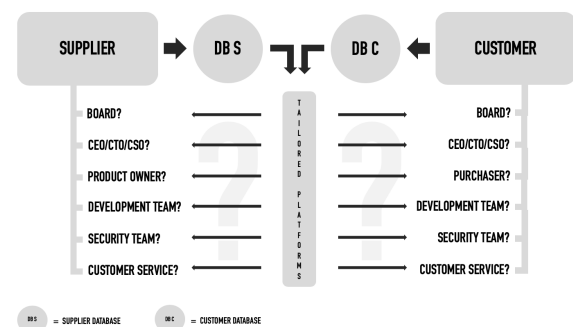 SUPPLIER
DB S
DB C
CUSTOMER
TAILORED PLATFORMS
BOARD?
CEO/CTO/CSO?
PRODUCT OWNER?
DEVELOPMENT TEAM?
SECURITY TEAM?
CUSTOMER SERVICE?
?
?
BOARD?
CEO/CTO/CSO?
PURCHASER?
DEVELOPMENT TEAM?
SECURITY TEAM?
CUSTOMER SERVICE?
DB S = SUPPLIER DATABASE
DB C = CUSTOMER DATABASE